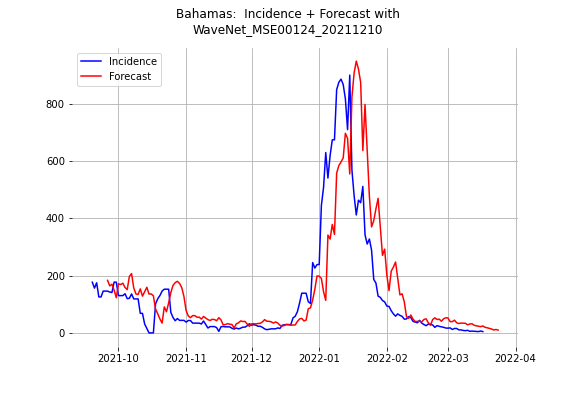 Bahamas:  Incidence + Forecast with
WaveNet_MSE00124_20211210
Incidence
Forecast
800
600
400
200
0
2021-10 2021-11 2021-12 2022-01 2022-02 2022-03 2022-04